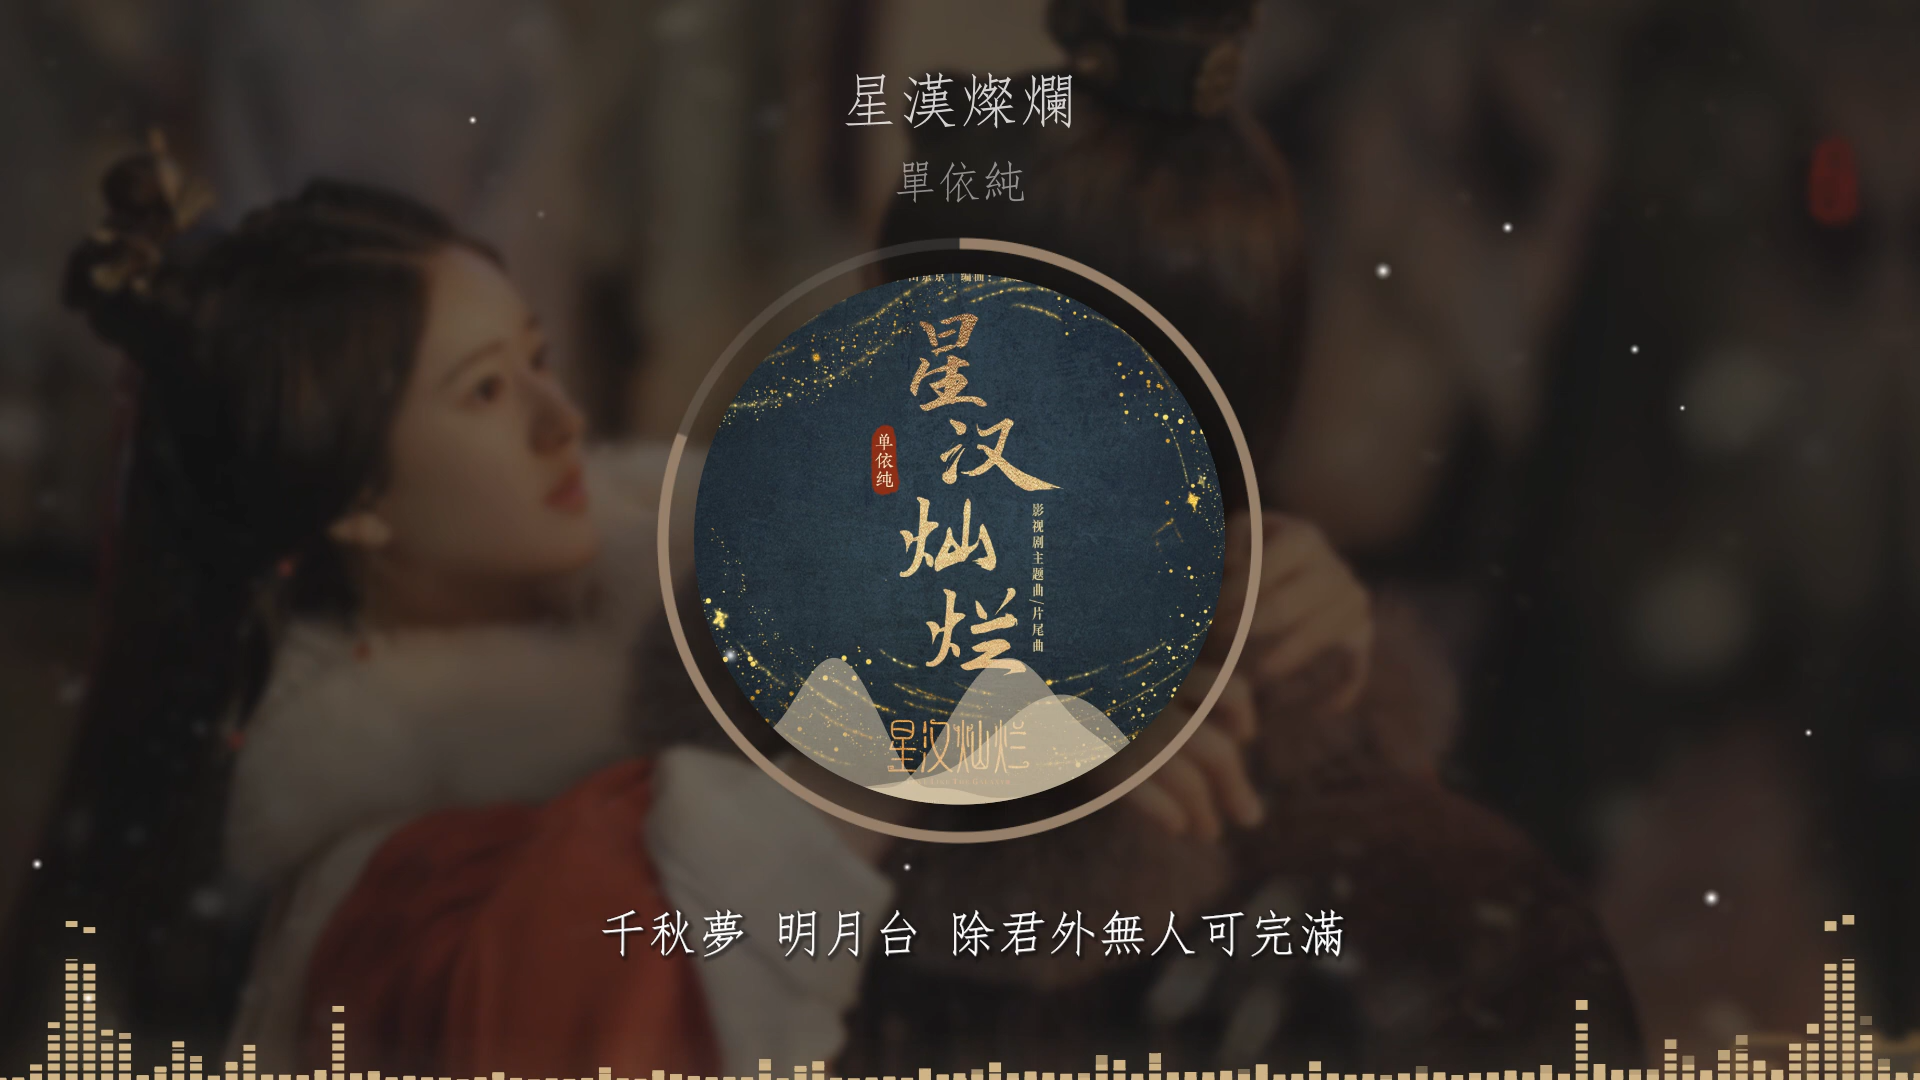 星漢燦爛
單依純
星
汉
灿
烂
单依纯
影视剧主题曲/片尾曲
星汉灿烂
千秋夢 明月台 除君外無人可完滿